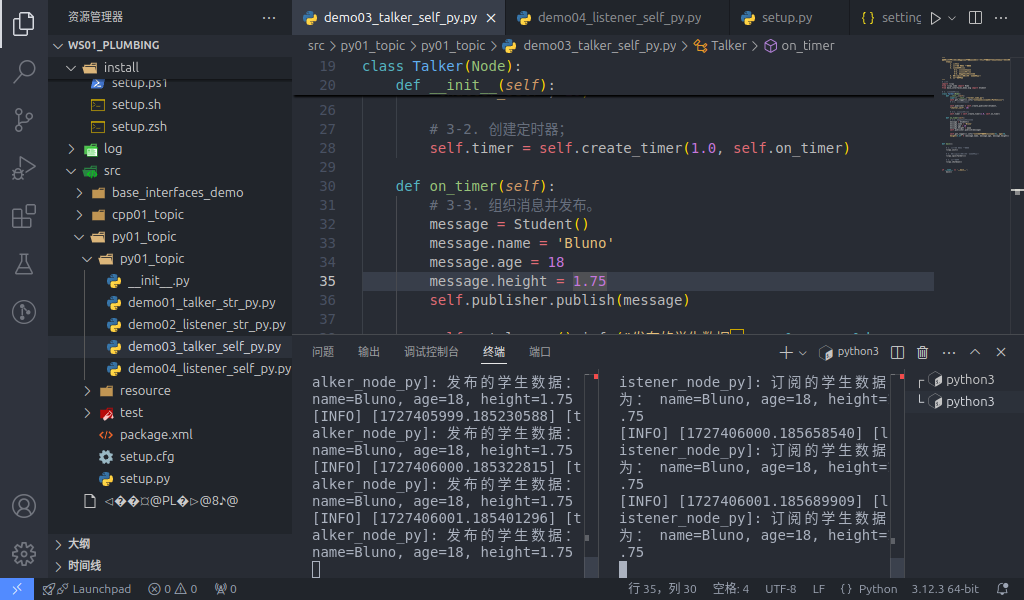 资源管理器
WS01_PLUMBING
install
setup.ps1
setup.sh
setup.zsh
log
src
base_interfaces_demo
cpp01_topic
py01_topic
py01_topic
__init__.py
demo01_talker_str_py.py
demo02_listener_str_py.py
demo03_talker_self_py.py
demo04_listener_self_py.py
resource
test
package.xml
setup.cfg
setup.py
大纲
时间线
demo03_talker_self_py.py
demo04_listener_self_py.py
setup.py
{ } setting
src > py01_topic > py01_topic > demo03_talker_self_py.py > Talker > on_timer
19 class Talker(Node):
20 def __init__(self):
26
27 # 3-2. 创建定时器;
28 self.timer = self.create_timer(1.0, self.on_timer)
29
30 def on_timer(self):
31 # 3-3. 组织消息并发布。
32 message = Student()
33 message.name = 'Bluno'
34 message.age = 18
35 message.height = 1.75
36 self.publisher.publish(message)
37
问题 输出 调试控制台 终端 端口
python3
alker_node_py]: 发布的学生数据:
name=Bluno, age=18, height=1.75
[INFO] [1727405999.185230588] [t
alker_node_py]: 发布的学生数据:
name=Bluno, age=18, height=1.75
[INFO] [1727406000.185322815] [t
alker_node_py]: 发布的学生数据:
name=Bluno, age=18, height=1.75
[INFO] [1727406001.185401296] [t
alker_node_py]: 发布的学生数据:
name=Bluno, age=18, height=1.75
istener_node_py]: 订阅的学生数据
为: name=Bluno, age=18, height=1
.75
[INFO] [1727406000.185658540] [l
istener_node_py]: 订阅的学生数据
为: name=Bluno, age=18, height=1
.75
[INFO] [1727406001.185689909] [l
istener_node_py]: 订阅的学生数据
为: name=Bluno, age=18, height=1
.75
python3
python3
Launchpad
0 0
0
行 35，列 30
空格: 4
UTF-8
LF
{ } Python
3.12.3 64-bit